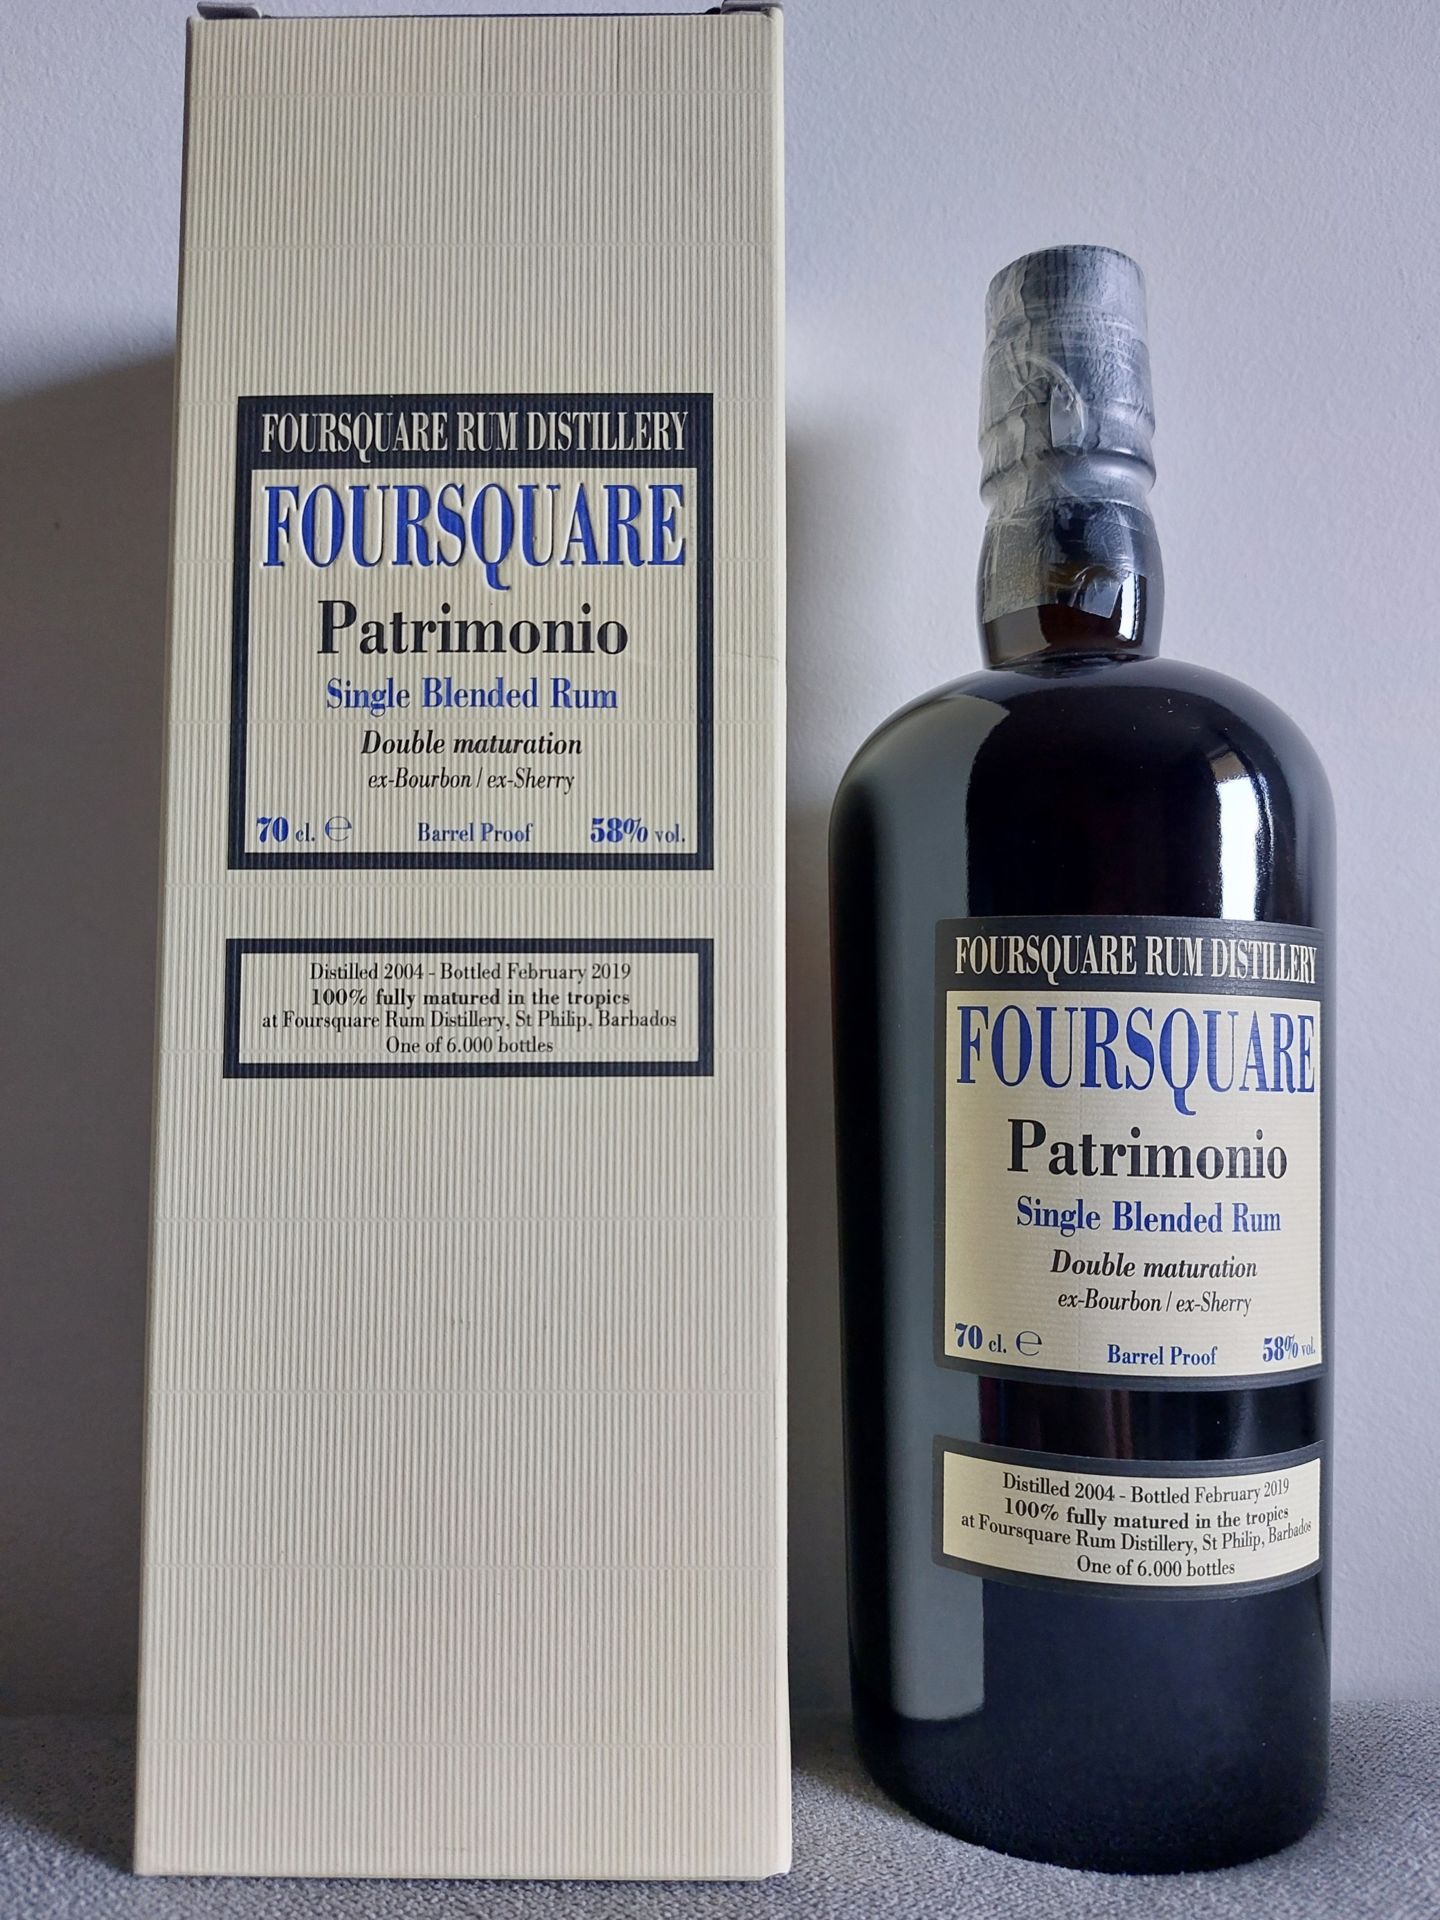 FOURSQUARE RUM DISTILLERY
FOURSQUARE
Patrimonio
Single Blended Rum
Double maturation
ex-Bourbon / ex-Sherry
70 cl. ℮ Barrel Proof 58% vol.
Distilled 2004 - Bottled February 2019
100% fully matured in the tropics
at Foursquare Rum Distillery, St Philip, Barbados
One of 6.000 bottles
FOURSQUARE RUM DISTILLERY
FOURSQUARE
Patrimonio
Single Blended Rum
Double maturation
ex-Bourbon / ex-Sherry
70 cl. ℮ Barrel Proof 58% vol.
Distilled 2004 - Bottled February 2019
100% fully matured in the tropics
at Foursquare Rum Distillery, St Philip, Barbados
One of 6.000 bottles